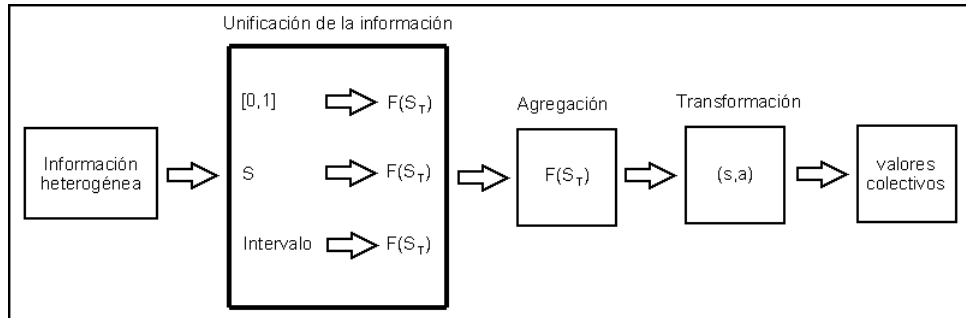 Unificación de la información
[0,1] F(S_T)
Agregación
Transformación
Información
heterogénea
S F(S_T)
F(S_T)
(s,a)
valores
colectivos
Intervalo F(S_T)